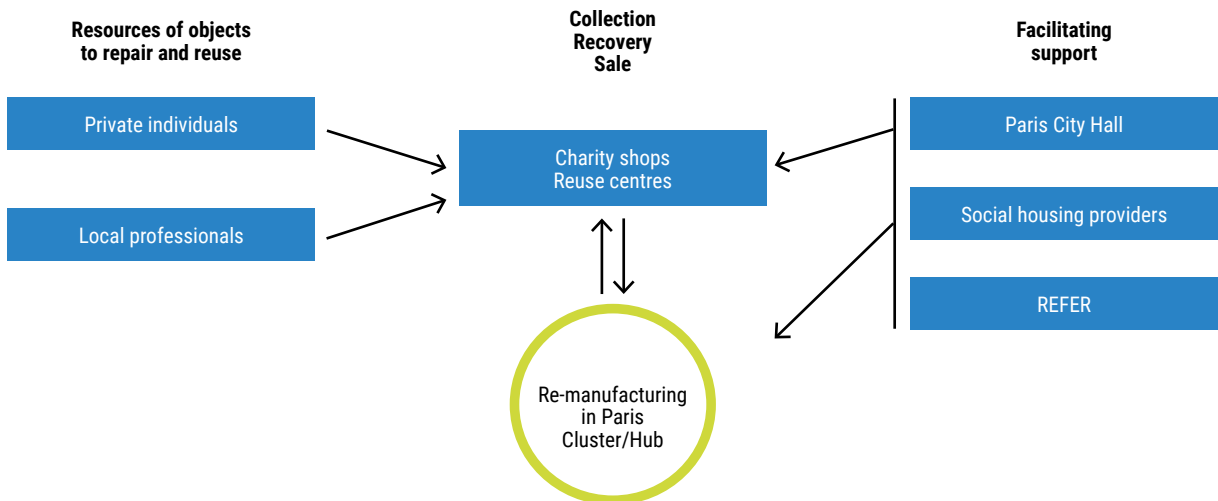 Resources of objects
to repair and reuse
Collection
Recovery
Sale
Facilitating
support
Private individuals
Local professionals
Charity shops
Reuse centres
Paris City Hall
Social housing providers
REFER
Re-manufacturing
in Paris
Cluster/Hub